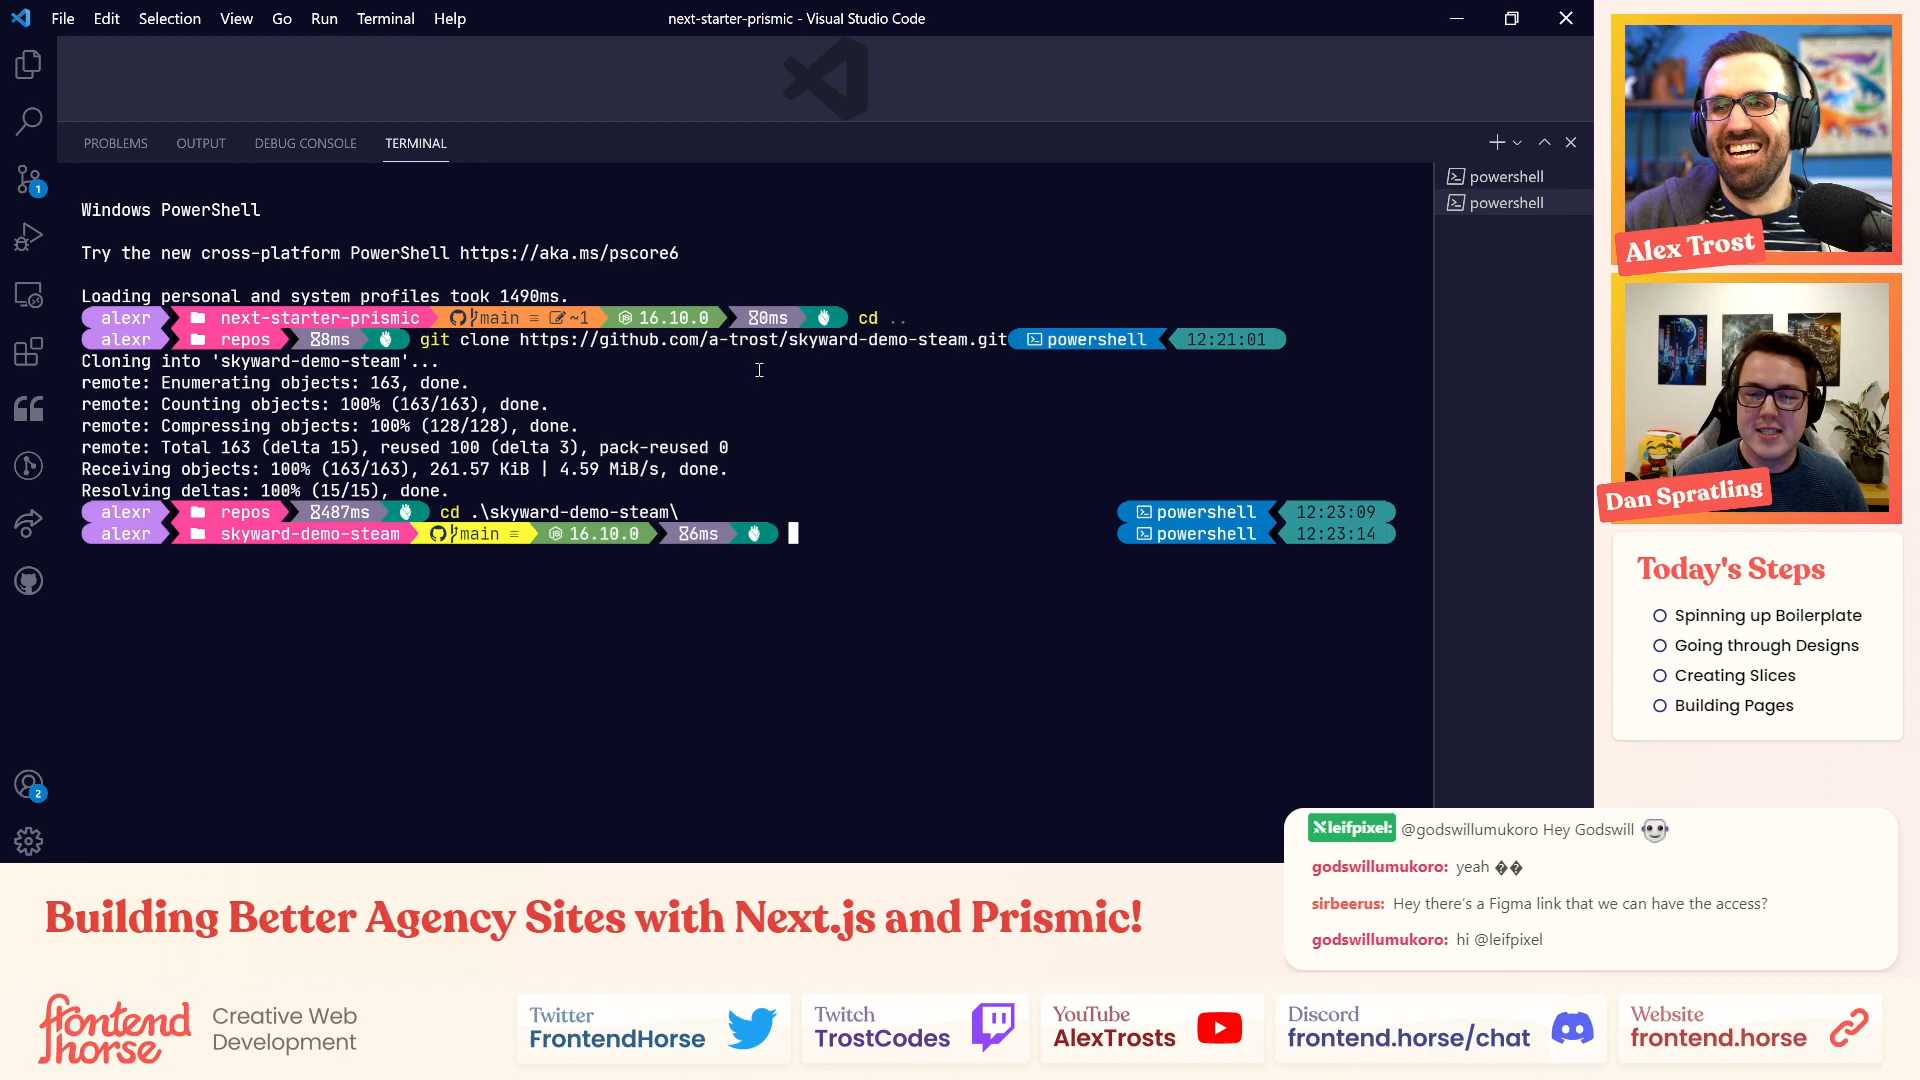 File Edit Selection View Go Run Terminal Help
next-starter-prismic - Visual Studio Code
PROBLEMS OUTPUT DEBUG CONSOLE TERMINAL
powershell
powershell
Windows PowerShell
Try the new cross-platform PowerShell https://aka.ms/pscore6
Loading personal and system profiles took 1490ms.
alexr next-starter-prismic main ≡ ~1 16.10.0 0ms cd ..
alexr repos 8ms git clone https://github.com/a-trost/skyward-demo-steam.git powershell 12:21:01
Cloning into 'skyward-demo-steam'...
remote: Enumerating objects: 163, done.
remote: Counting objects: 100% (163/163), done.
remote: Compressing objects: 100% (128/128), done.
remote: Total 163 (delta 15), reused 100 (delta 3), pack-reused 0
Receiving objects: 100% (163/163), 261.57 KiB | 4.59 MiB/s, done.
Resolving deltas: 100% (15/15), done.
alexr repos 487ms cd .\skyward-demo-steam\ powershell 12:23:09
alexr skyward-demo-steam main ≡ 16.10.0 6ms powershell 12:23:14
1
2
Alex Trost
Dan Spratling
Today's Steps
Spinning up Boilerplate
Going through Designs
Creating Slices
Building Pages
leifpixel: @godswillumukoro Hey Godswill
godswillumukoro: yeah ��
sirbeerus: Hey there's a Figma link that we can have the access?
godswillumukoro: hi @leifpixel
Building Better Agency Sites with Next.js and Prismic!
frontend
horse
Creative Web
Development
Twitter
FrontendHorse
Twitch
TrostCodes
YouTube
AlexTrosts
Discord
frontend.horse/chat
Website
frontend.horse